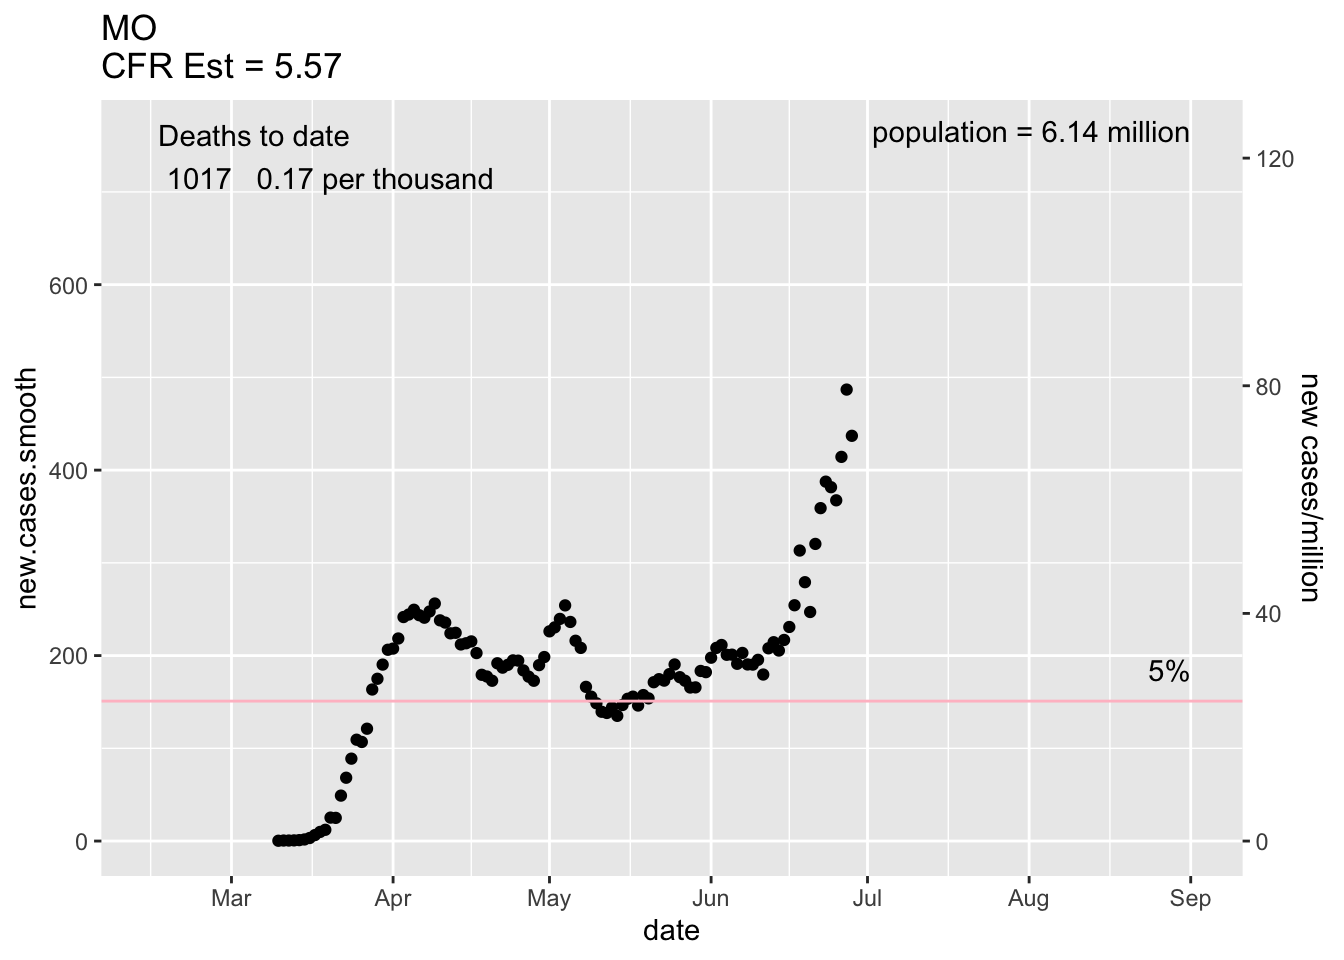 MO
CFR Est = 5.57
Deaths to date
1017 0.17 per thousand
population = 6.14 million
120
600
80
new.cases.smooth
new cases/million
400
40
200
5%
0
0
Mar Apr May Jun Jul Aug Sep
date